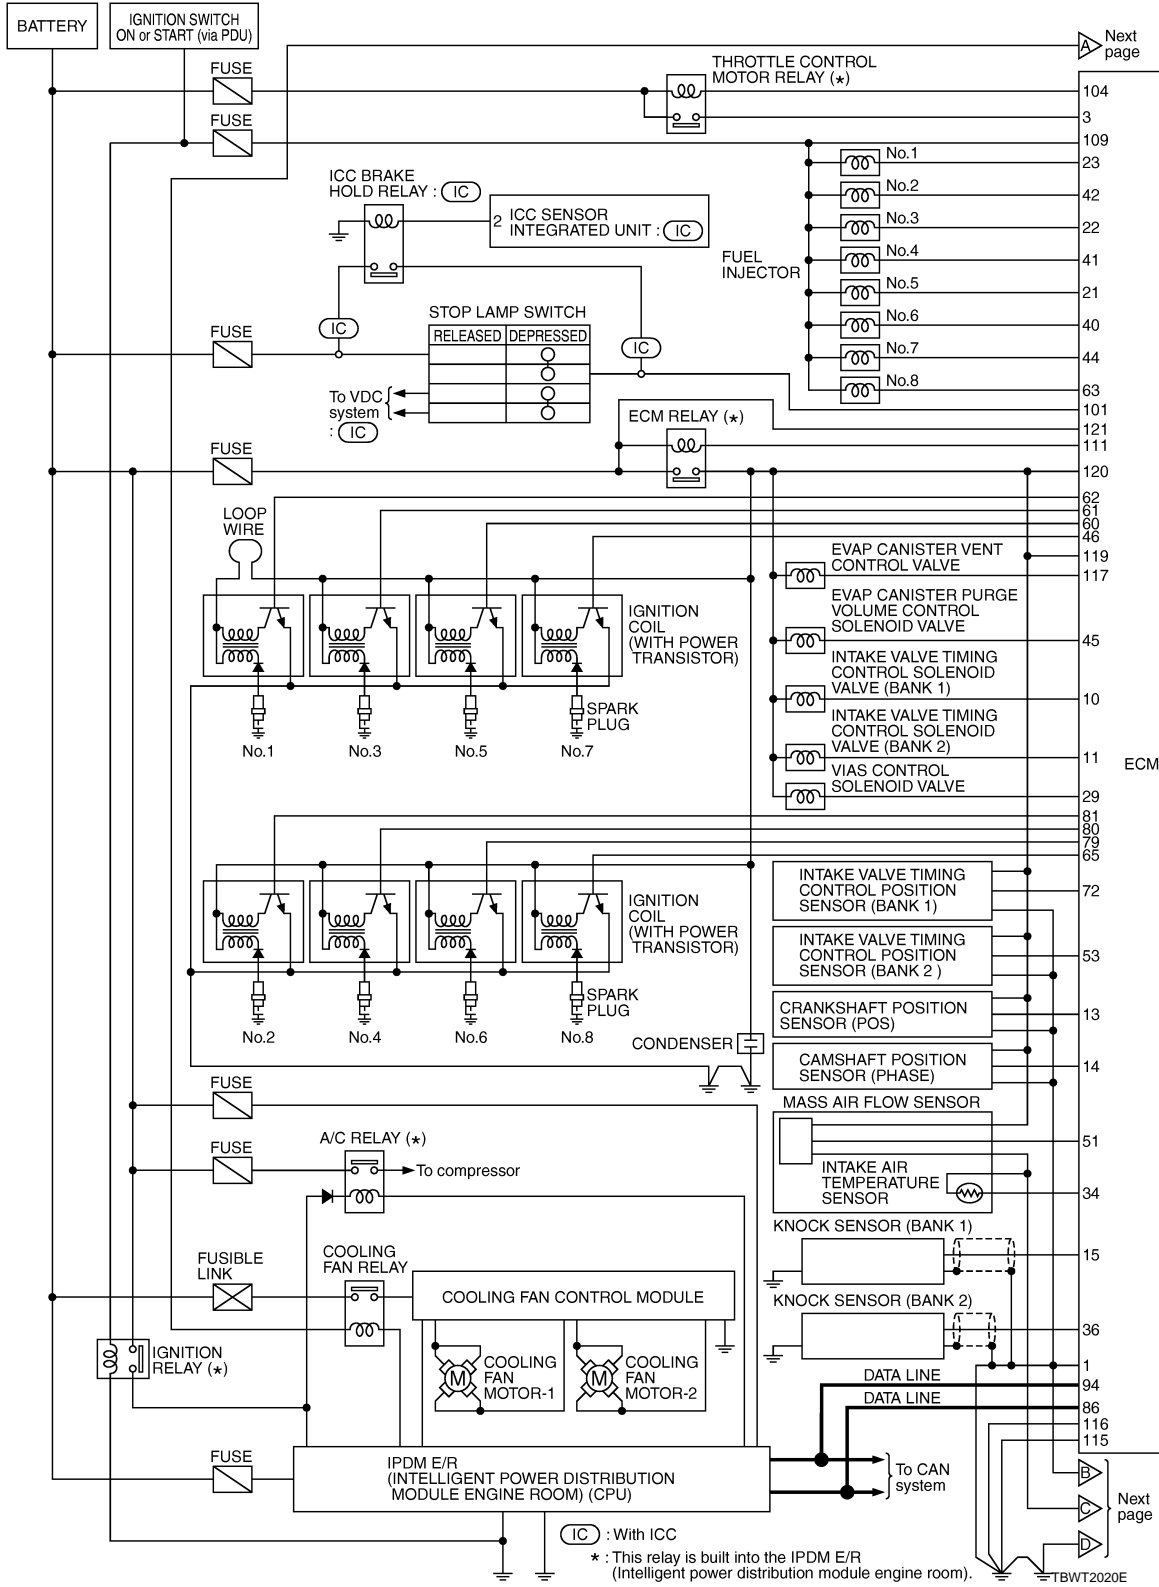 BATTERY
IGNITION SWITCH
ON or START (via PDU)
A
Next
page
FUSE
THROTTLE CONTROL
MOTOR RELAY (*)
104
3
FUSE
109
No.1
23
No.2
42
No.3
22
No.4
41
No.5
21
No.6
40
No.7
44
No.8
63
FUEL
INJECTOR
ICC BRAKE
HOLD RELAY : IC
2 ICC SENSOR
INTEGRATED UNIT : IC
IC
IC
STOP LAMP SWITCH
RELEASED DEPRESSED
FUSE
To VDC
system
: IC
101
121
ECM RELAY (*)
111
FUSE
120
62
61
60
46
119
LOOP
WIRE
EVAP CANISTER VENT
CONTROL VALVE
117
EVAP CANISTER PURGE
VOLUME CONTROL
SOLENOID VALVE
45
IGNITION
COIL
(WITH POWER
TRANSISTOR)
INTAKE VALVE TIMING
CONTROL SOLENOID
VALVE (BANK 1)
10
SPARK
PLUG
No.1 No.3 No.5 No.7
INTAKE VALVE TIMING
CONTROL SOLENOID
VALVE (BANK 2)
11
ECM
VIAS CONTROL
SOLENOID VALVE
29
81
80
79
65
INTAKE VALVE TIMING
CONTROL POSITION
SENSOR (BANK 1)
72
IGNITION
COIL
(WITH POWER
TRANSISTOR)
INTAKE VALVE TIMING
CONTROL POSITION
SENSOR (BANK 2 )
53
SPARK
PLUG
No.2 No.4 No.6 No.8
CRANKSHAFT POSITION
SENSOR (POS)
13
CONDENSER
CAMSHAFT POSITION
SENSOR (PHASE)
14
FUSE
MASS AIR FLOW SENSOR
51
A/C RELAY (*)
FUSE
To compressor
INTAKE AIR
TEMPERATURE
SENSOR
34
KNOCK SENSOR (BANK 1)
15
FUSIBLE
LINK
COOLING
FAN RELAY
COOLING FAN CONTROL MODULE
KNOCK SENSOR (BANK 2)
36
IGNITION
RELAY (*)
M
COOLING
FAN
MOTOR-1
M
COOLING
FAN
MOTOR-2
1
DATA LINE
94
DATA LINE
86
116
115
FUSE
IPDM E/R
(INTELLIGENT POWER DISTRIBUTION
MODULE ENGINE ROOM) (CPU)
To CAN
system
B
C
D
Next
page
IC : With ICC
* : This relay is built into the IPDM E/R
(Intelligent power distribution module engine room).
TBWT2020E